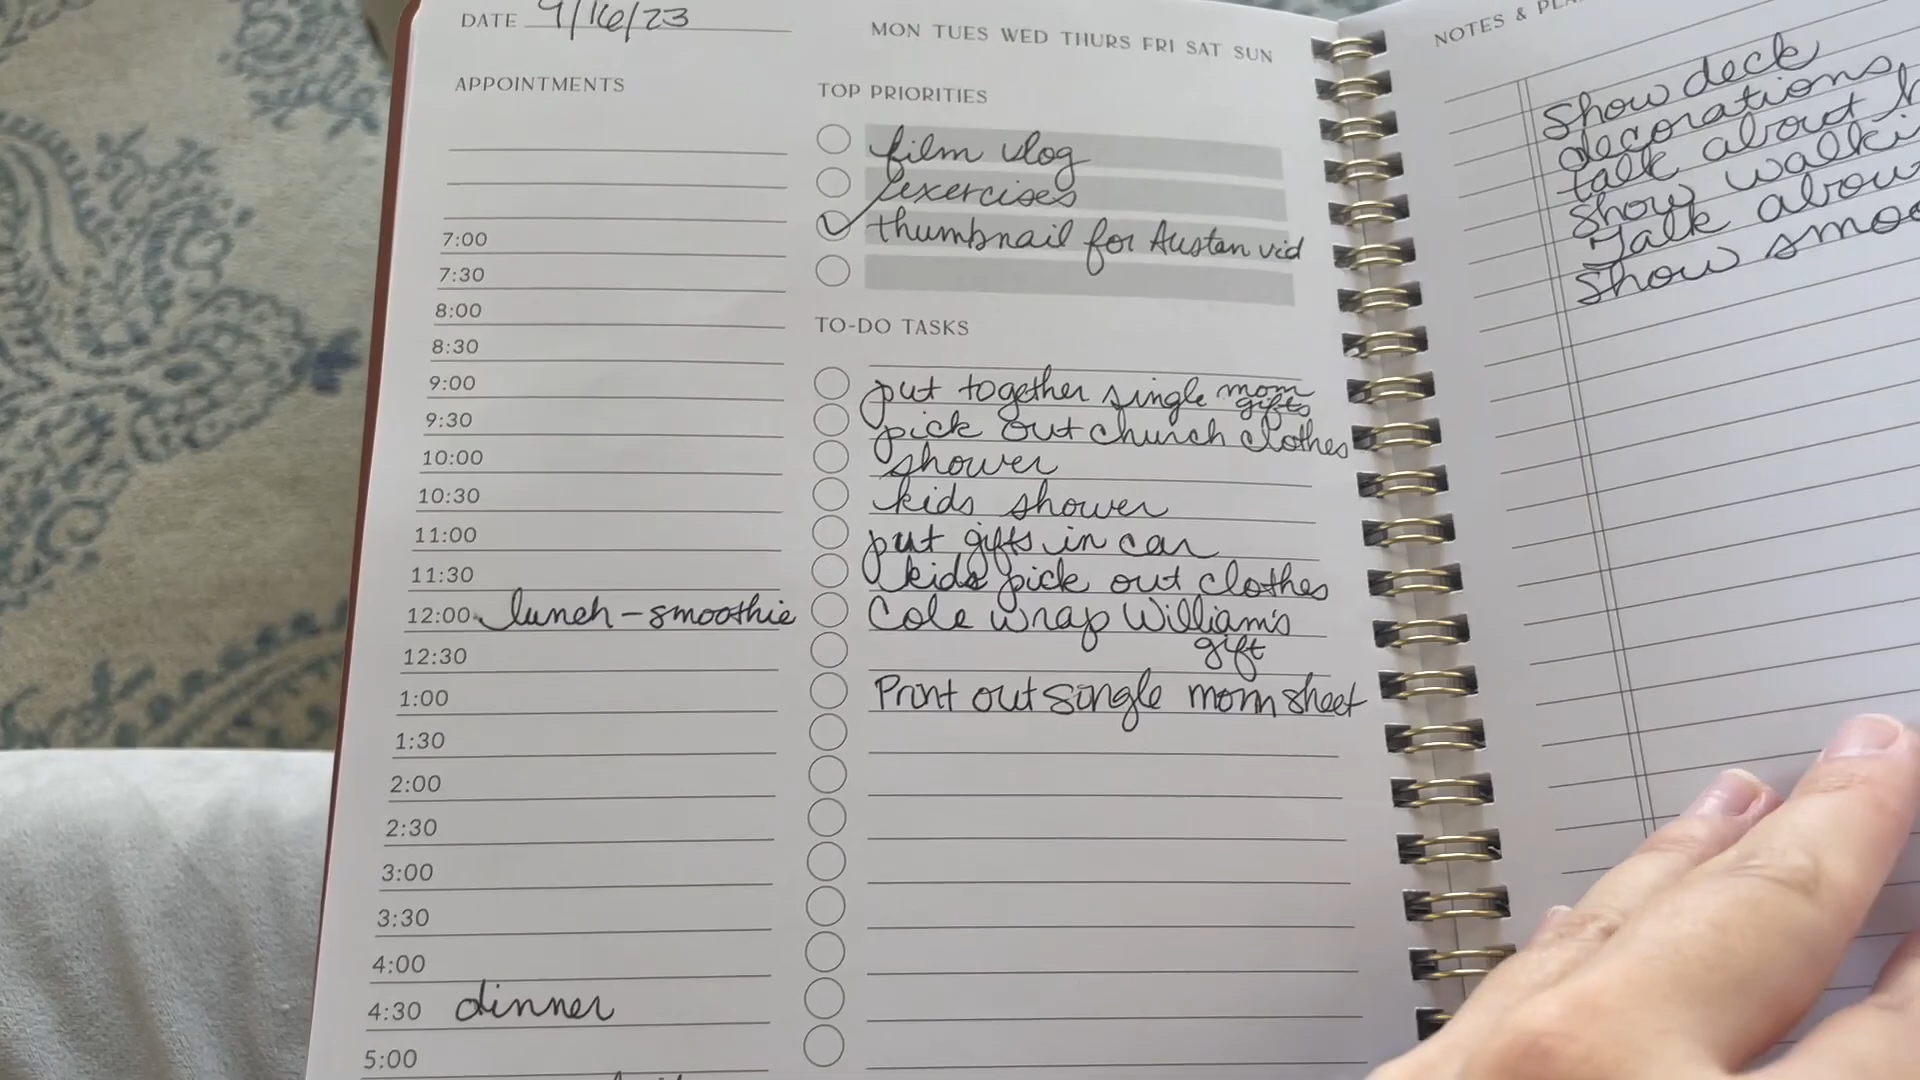 DATE 9/16/23
MON TUES WED THURS FRI SAT SUN
APPOINTMENTS
7:00
7:30
8:00
8:30
9:00
9:30
10:00
10:30
11:00
11:30
12:00 lunch - smoothie
12:30
1:00
1:30
2:00
2:30
3:00
3:30
4:00
4:30 dinner
5:00
TOP PRIORITIES
film vlog
exercises
thumbnail for Austen vid
TO-DO TASKS
put together single mom
gifts
pick out church clothes
shower
kids shower
put gifts in car
kids pick out clothes
Cole wrap William's
gift
Print out single mom sheet
NOTES &
Show deck
decorations
talk about
Show
Talk
Show